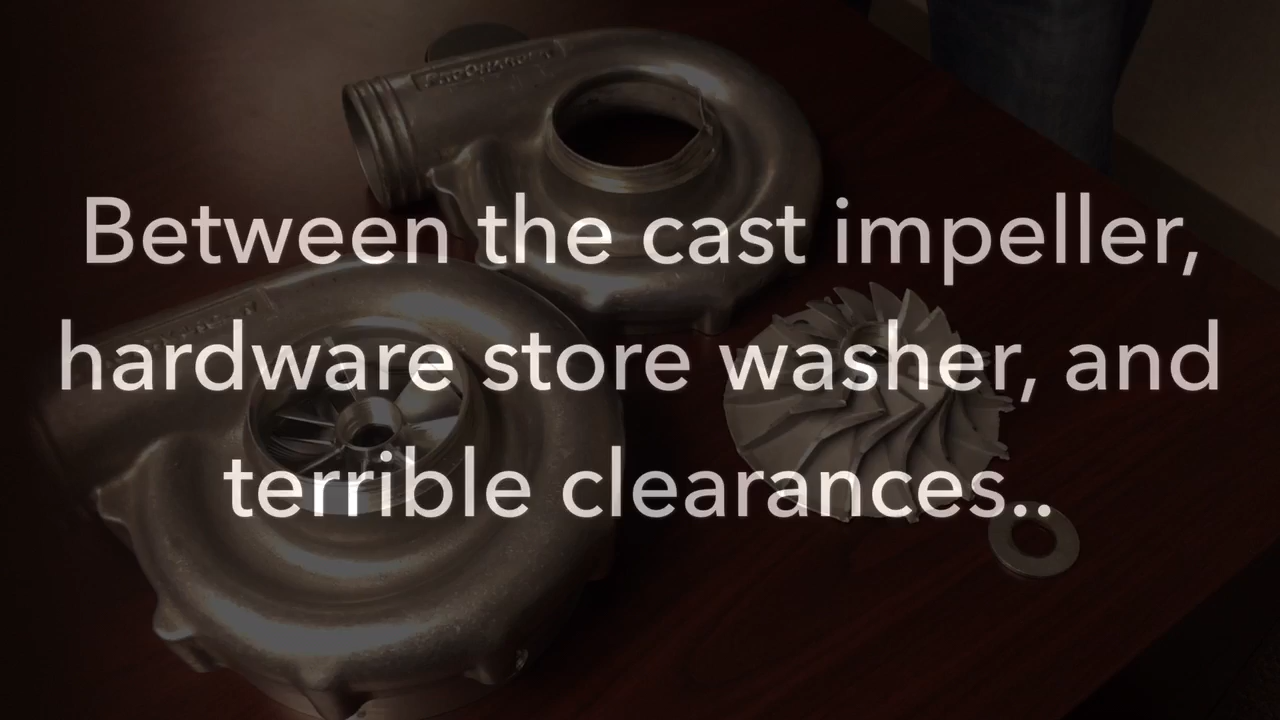 Between the cast impeller,
hardware store washer, and
terrible clearances..